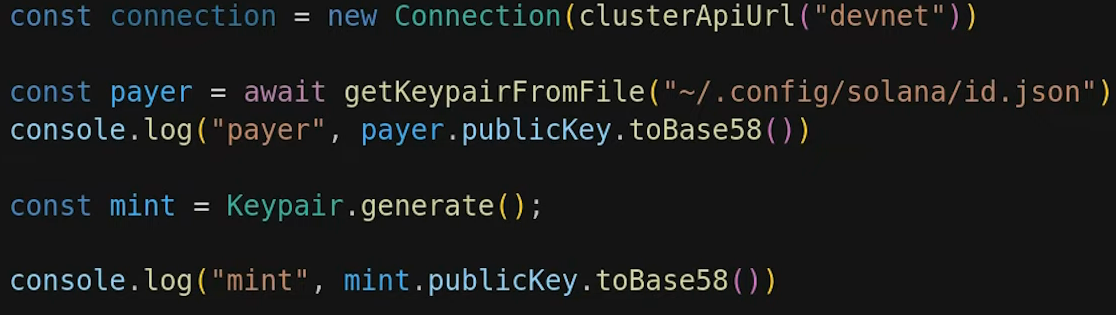 const connection = new Connection(clusterApiUrl("devnet"))
const payer = await getKeypairFromFile("~/.config/solana/id.json")
console.log("payer", payer.publicKey.toBase58())
const mint = Keypair.generate();
console.log("mint", mint.publicKey.toBase58())